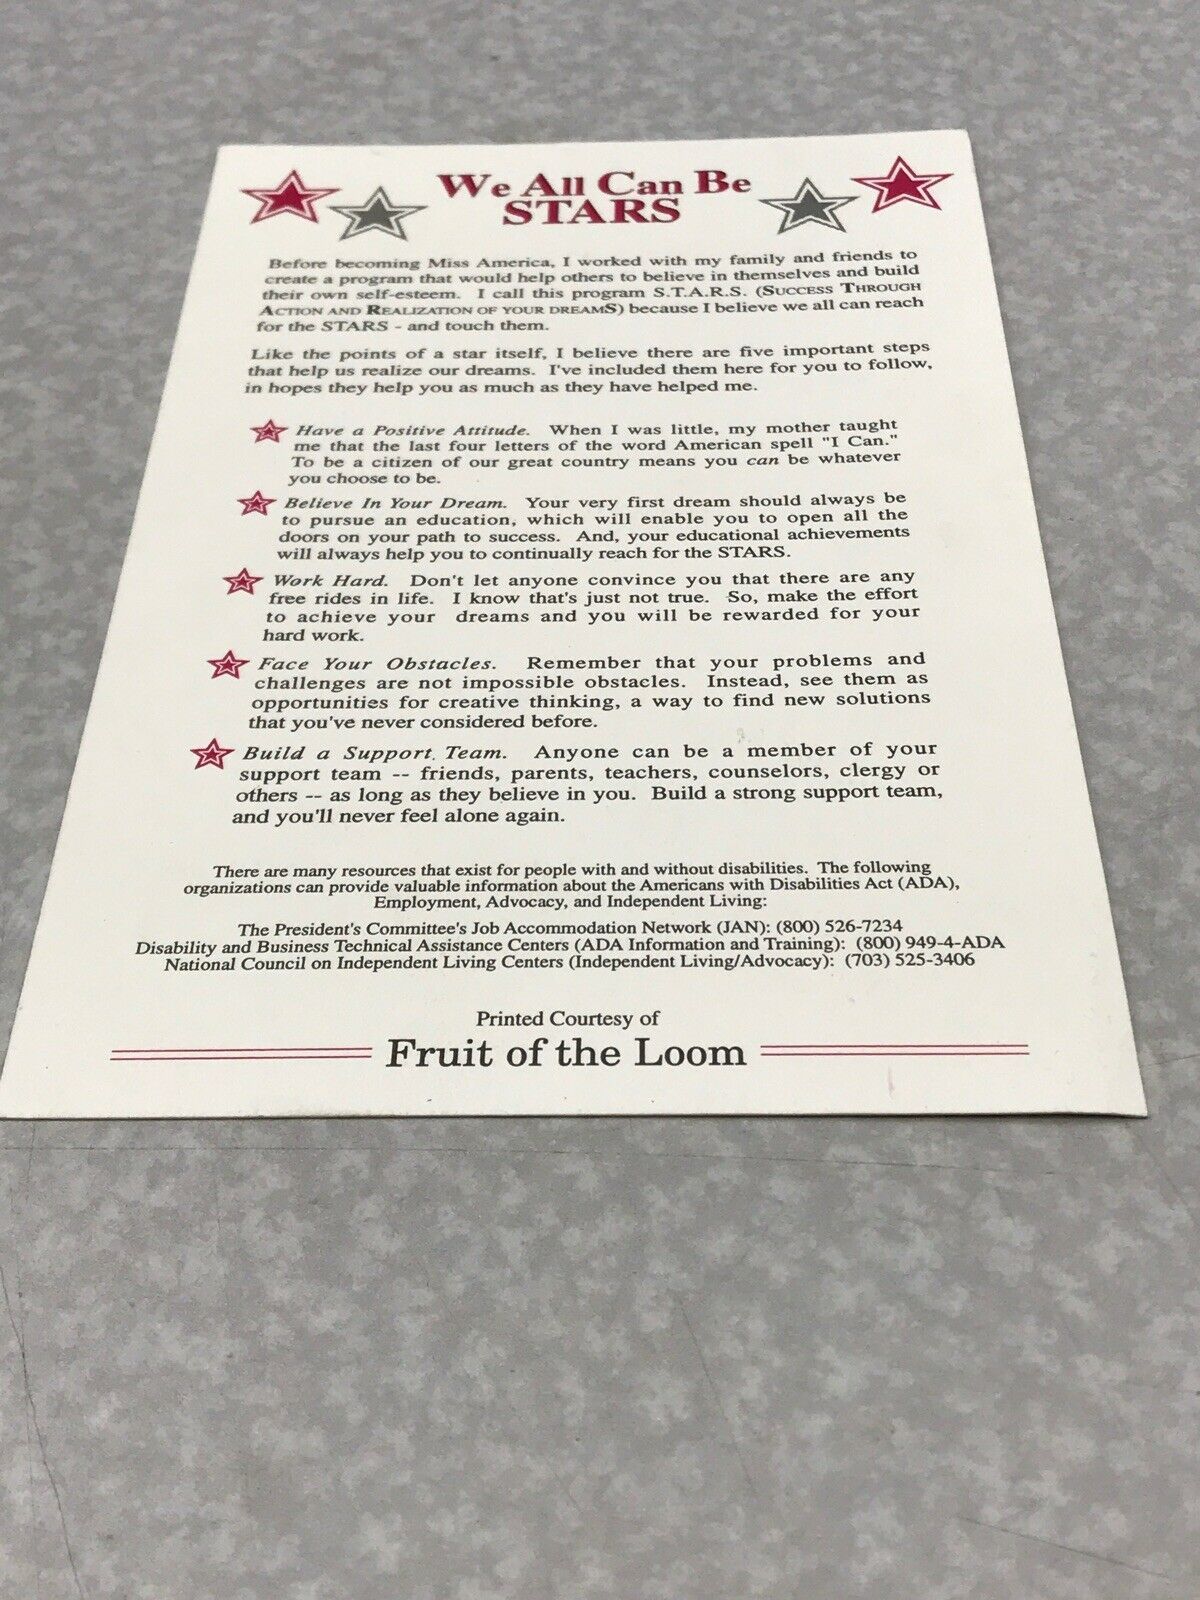 We All Can Be
STARS
Before becoming Miss America, I worked with my family and friends to
create a program that would help others to believe in themselves and build
their own self-esteem. I call this program S.T.A.R.S. (SUCCESS THROUGH
ACTION AND REALIZATION OF YOUR DREAMS) because I believe we all can reach
for the STARS - and touch them.
Like the points of a star itself, I believe there are five important steps
that help us realize our dreams. I've included them here for you to follow,
in hopes they help you as much as they have helped me.
Have a Positive Attitude. When I was little, my mother taught
me that the last four letters of the word American spell "I Can."
To be a citizen of our great country means you can be whatever
you choose to be.
Believe In Your Dream. Your very first dream should always be
to pursue an education, which will enable you to open all the
doors on your path to success. And, your educational achievements
will always help you to continually reach for the STARS.
Work Hard. Don't let anyone convince you that there are any
free rides in life. I know that's just not true. So, make the effort
to achieve your dreams and you will be rewarded for your
hard work.
Face Your Obstacles. Remember that your problems and
challenges are not impossible obstacles. Instead, see them as
opportunities for creative thinking, a way to find new solutions
that you've never considered before.
Build a Support Team. Anyone can be a member of your
support team -- friends, parents, teachers, counselors, clergy or
others -- as long as they believe in you. Build a strong support team,
and you'll never feel alone again.
There are many resources that exist for people with and without disabilities. The following
organizations can provide valuable information about the Americans with Disabilities Act (ADA),
Employment, Advocacy, and Independent Living:
The President's Committee's Job Accommodation Network (JAN): (800) 526-7234
Disability and Business Technical Assistance Centers (ADA Information and Training): (800) 949-4-ADA
National Council on Independent Living Centers (Independent Living/Advocacy): (703) 525-3406
Printed Courtesy of
Fruit of the Loom